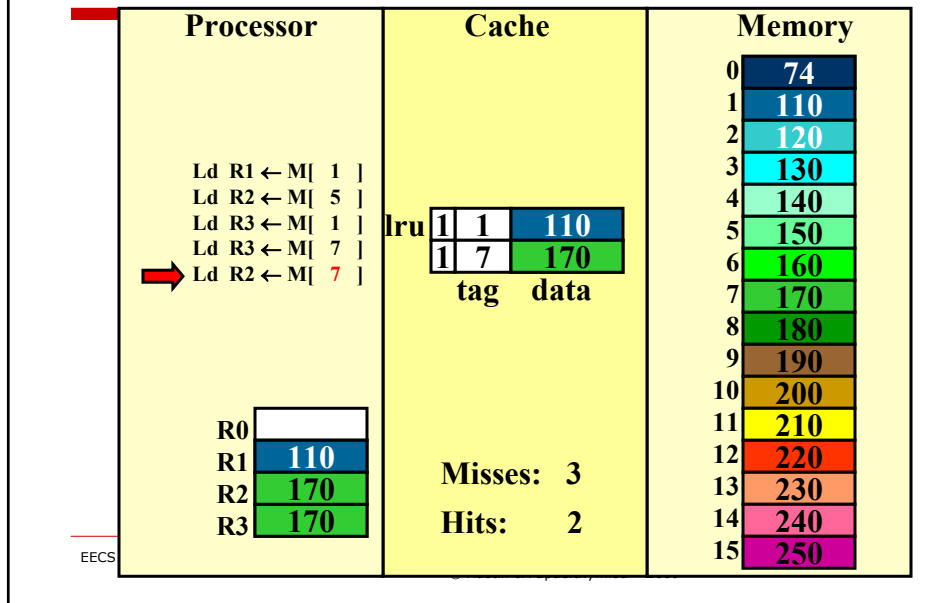 Processor
Ld R1 ← M[ 1 ]
Ld R2 ← M[ 5 ]
Ld R3 ← M[ 1 ]
Ld R3 ← M[ 7 ]
Ld R2 ← M[ 7 ]
R0
R1 110
R2 170
R3 170
Cache
lru 1 1 110
1 7 170
tag data
Misses: 3
Hits: 2
Memory
0 74
1 110
2 120
3 130
4 140
5 150
6 160
7 170
8 180
9 190
10 200
11 210
12 220
13 230
14 240
15 250
EECS